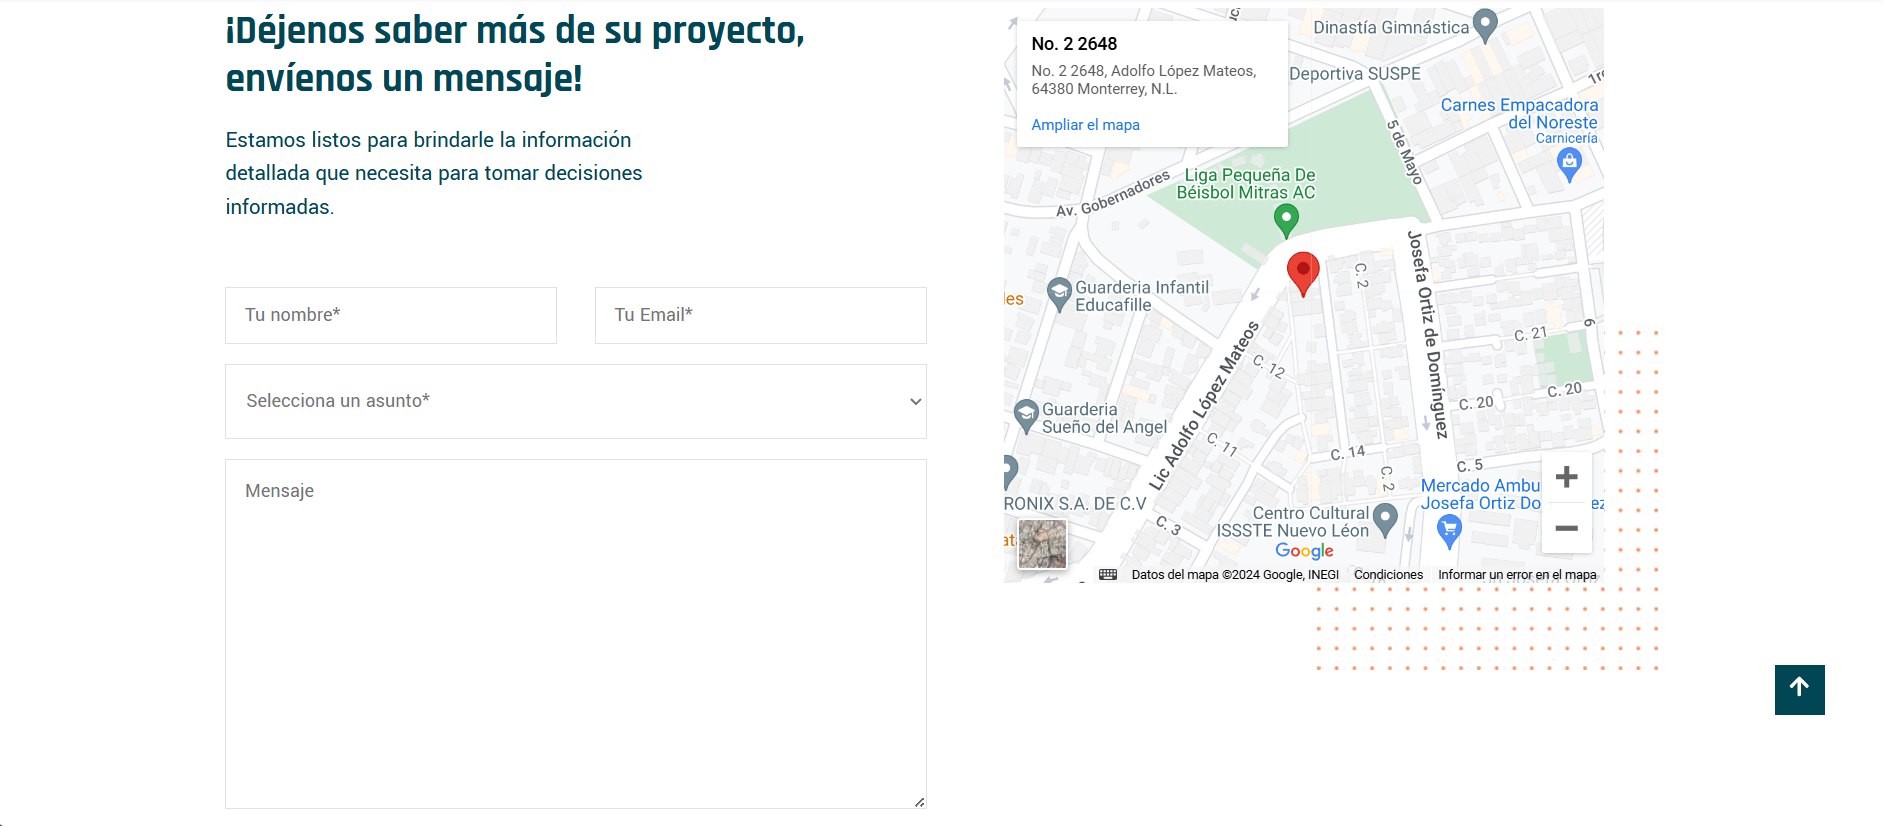 ¡Déjenos saber más de su proyecto,
envíenos un mensaje!
Estamos listos para brindarle la información
detallada que necesita para tomar decisiones
informadas.
Tu nombre*
Tu Email*
Selecciona un asunto*
Mensaje
No. 2 2648
No. 2 2648, Adolfo López Mateos,
64380 Monterrey, N.L.
Ampliar el mapa
Dinastía Gimnástica
Deportiva SUSPE
Carnes Empacadora
del Noreste
Carnicería
5 de Mayo
Liga Pequeña De
Béisbol Mitras AC
Av. Gobernadores
Josefa Ortiz de Domínguez
C. 2
Guarderia Infantil
Educafille
C. 21
6
C. 12
Lic Adolfo López Mateos
C. 20
C. 20
Guarderia
Sueño del Angel
C. 11
C. 14
C. 5
C. 2
Mercado Ambu
Josefa Ortiz Do
ez
RONIX S.A. DE C.V
C. 3
Centro Cultural
ISSSTE Nuevo Léon
Google
Datos del mapa ©2024 Google, INEGI
Condiciones
Informar un error en el mapa